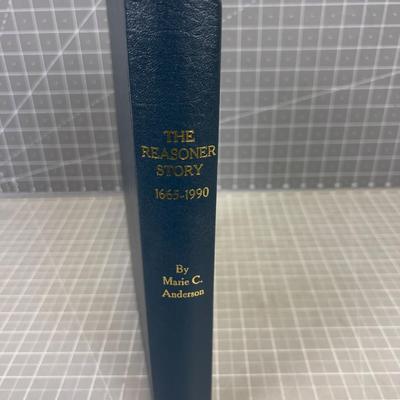 THE
REASONER
STORY
1665-1990
By
Marie C.
Anderson